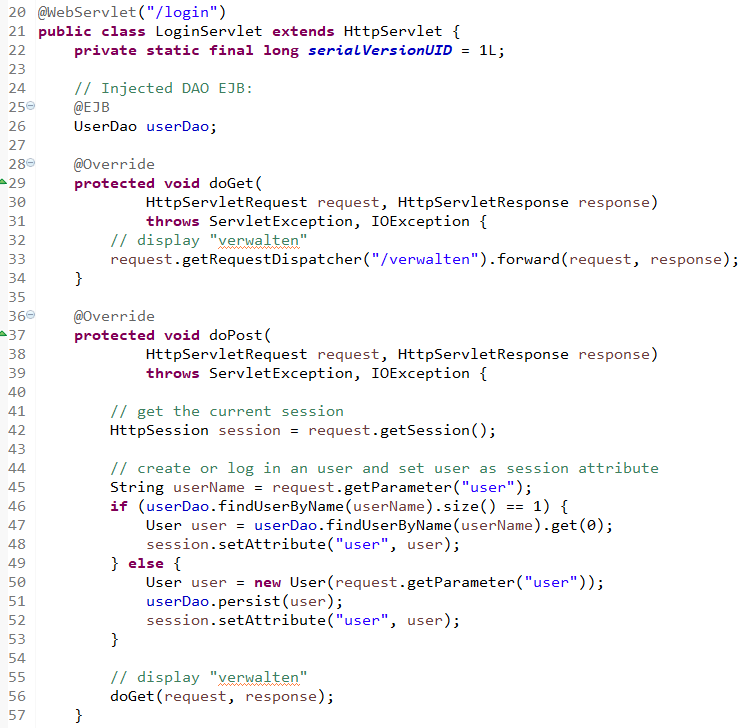 20 @WebServlet("/login")
21 public class LoginServlet extends HttpServlet {
22     private static final long serialVersionUID = 1L;
23
24     // Injected DAO EJB:
25     @EJB
26     UserDao userDao;
27
28     @Override
29     protected void doGet(
30             HttpServletRequest request, HttpServletResponse response)
31             throws ServletException, IOException {
32         // display "verwalten"
33         request.getRequestDispatcher("/verwalten").forward(request, response);
34     }
35
36     @Override
37     protected void doPost(
38             HttpServletRequest request, HttpServletResponse response)
39             throws ServletException, IOException {
40
41         // get the current session
42         HttpSession session = request.getSession();
43
44         // create or log in an user and set user as session attribute
45         String userName = request.getParameter("user");
46         if (userDao.findUserByName(userName).size() == 1) {
47             User user = userDao.findUserByName(userName).get(0);
48             session.setAttribute("user", user);
49         } else {
50             User user = new User(request.getParameter("user"));
51             userDao.persist(user);
52             session.setAttribute("user", user);
53         }
54
55         // display "verwalten"
56         doGet(request, response);
57     }